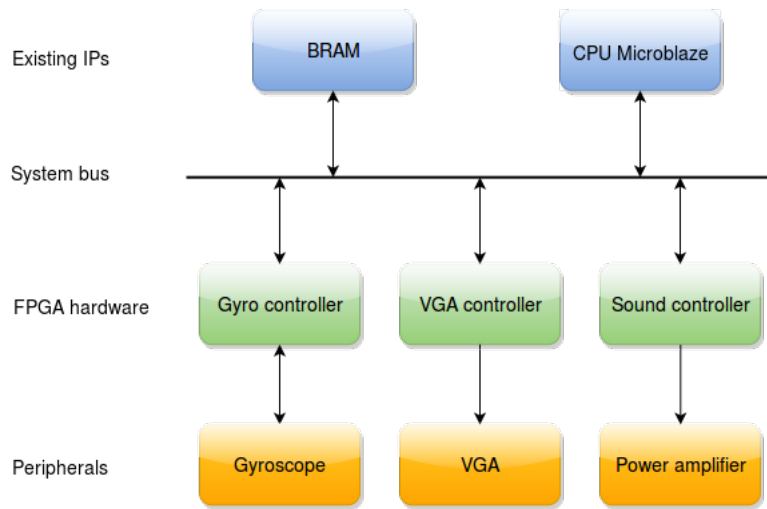 Existing IPs
BRAM
CPU Microblaze
System bus
FPGA hardware
Gyro controller
VGA controller
Sound controller
Peripherals
Gyroscope
VGA
Power amplifier